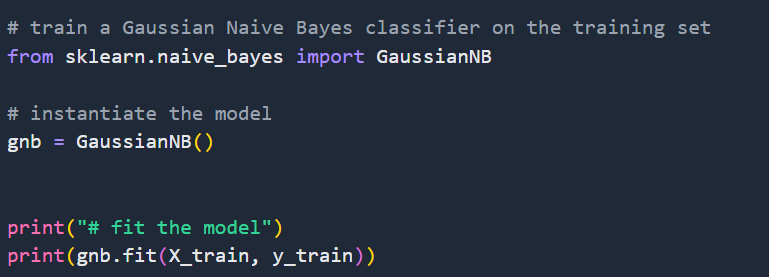 # train a Gaussian Naive Bayes classifier on the training set
from sklearn.naive_bayes import GaussianNB
# instantiate the model
gnb = GaussianNB()
print("# fit the model")
print(gnb.fit(X_train, y_train))